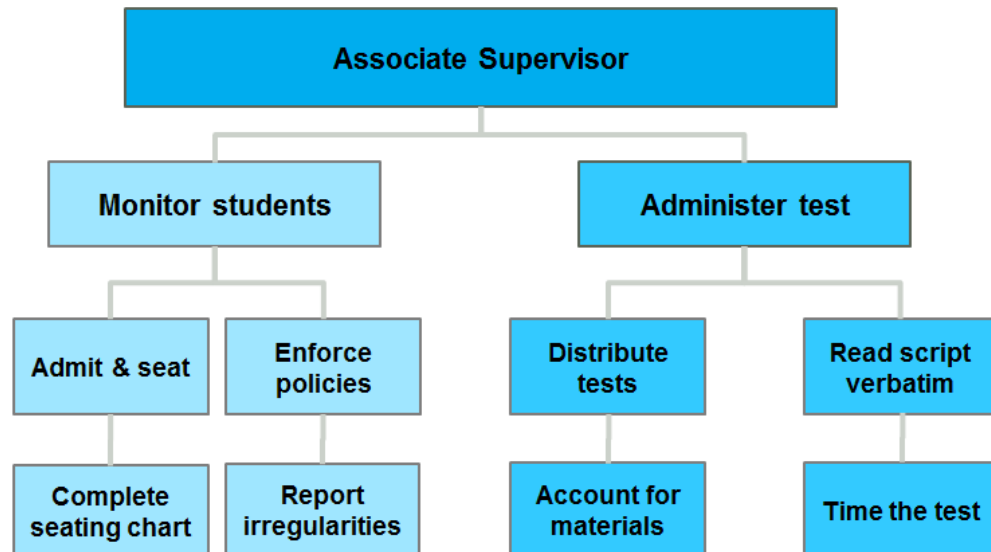 Associate Supervisor
Monitor students
Administer test
Admit & seat
Enforce
policies
Distribute
tests
Read script
verbatim
Complete
seating chart
Report
irregularities
Account for
materials
Time the test